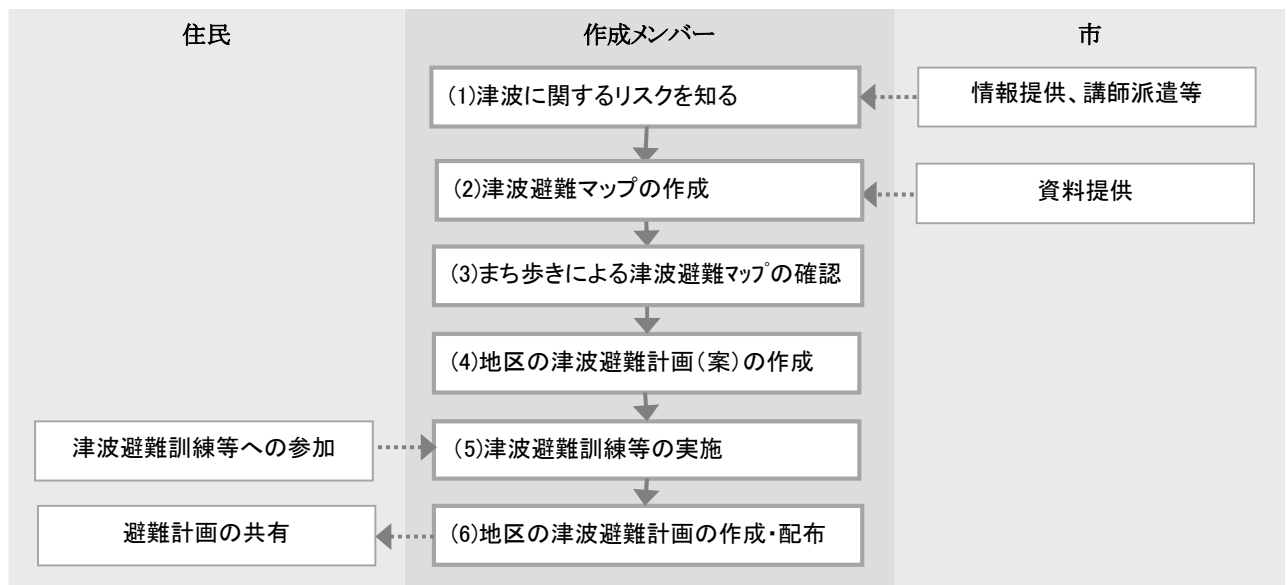 住民
作成メンバー
市
(1)津波に関するリスクを知る
情報提供、講師派遣等
(2)津波避難マップの作成
資料提供
(3)まち歩きによる津波避難ﾏｯﾌﾟの確認
(4)地区の津波避難計画(案)の作成
津波避難訓練等への参加
(5)津波避難訓練等の実施
避難計画の共有
(6)地区の津波避難計画の作成・配布